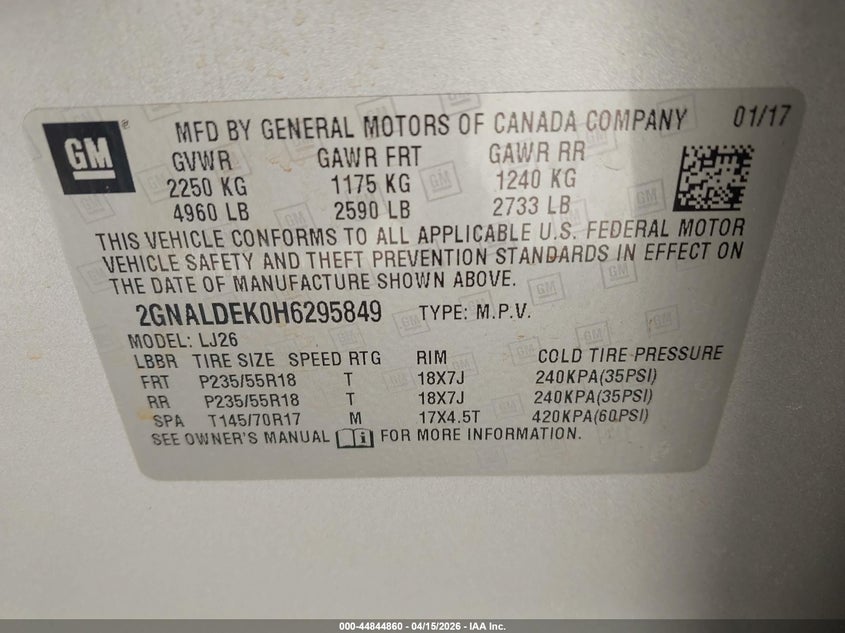 GM ® MFD BY GENERAL MOTORS OF CANADA COMPANY 01/17
GVWR GAWR FRT GAWR RR
2250 KG 1175 KG 1240 KG
4960 LB 2590 LB 2733 LB
THIS VEHICLE CONFORMS TO ALL APPLICABLE U.S. FEDERAL MOTOR
VEHICLE SAFETY AND THEFT PREVENTION STANDARDS IN EFFECT ON
THE DATE OF MANUFACTURE SHOWN ABOVE.
2GNALDEK0H6295849 TYPE: M.P.V.
MODEL: LJ26
LBBR TIRE SIZE SPEED RTG RIM COLD TIRE PRESSURE
FRT P235/55R18 T 18X7J 240KPA(35PSI)
RR P235/55R18 T 18X7J 240KPA(35PSI)
SPA T145/70R17 M 17X4.5T 420KPA(60PSI)
SEE OWNER'S MANUAL i FOR MORE INFORMATION.
000-44844860 - 04/15/2026 - IAA Inc.